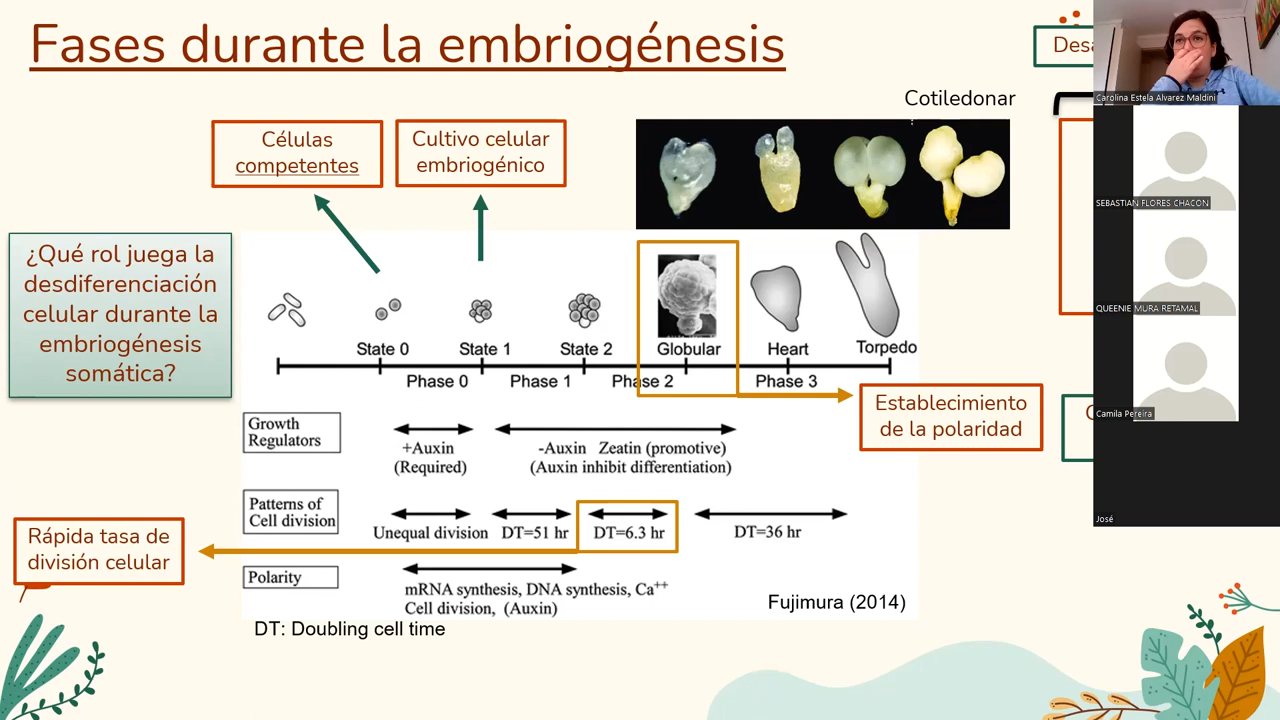 Fases durante la embriogénesis
Cotiledonar
Células
competentes
Cultivo celular
embriogénico
¿Qué rol juega la
desdiferenciación
celular durante la
embriogénesis
somática?
State 0
State 1
State 2
Globular
Heart
Torpedo
Phase 0
Phase 1
Phase 2
Phase 3
Establecimiento
de la polaridad
Growth
Regulators
+Auxin
(Required)
-Auxin Zeatin (promotive)
(Auxin inhibit differentiation)
Patterns of
Cell division
Unequal division
DT=51 hr
DT=6.3 hr
DT=36 hr
Rápida tasa de
división celular
Polarity
mRNA synthesis, DNA synthesis, Ca⁺⁺
Cell division, (Auxin)
Fujimura (2014)
DT: Doubling cell time
Carolina Estela Alvarez Maldini
SEBASTIAN FLORES CHACON
QUEENIE MURA RETAMAL
Camila Pereira
José